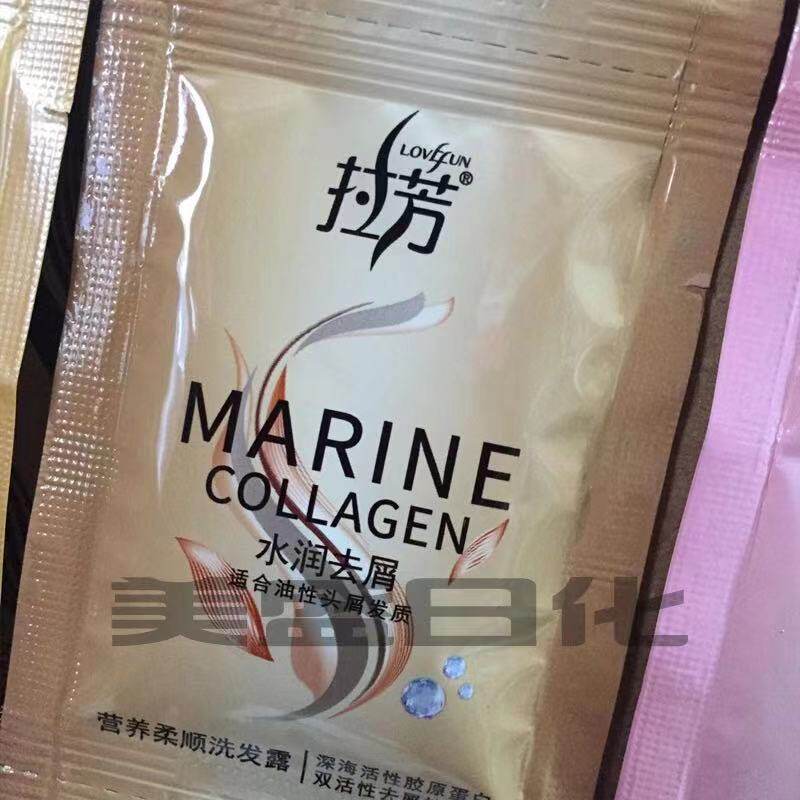 LOVEFUN
拉芳®
MARINE
COLLAGEN
水润去屑
适合油性头屑发质
日化
营养柔顺洗发露
深海活性胶原蛋白
双活性去屑